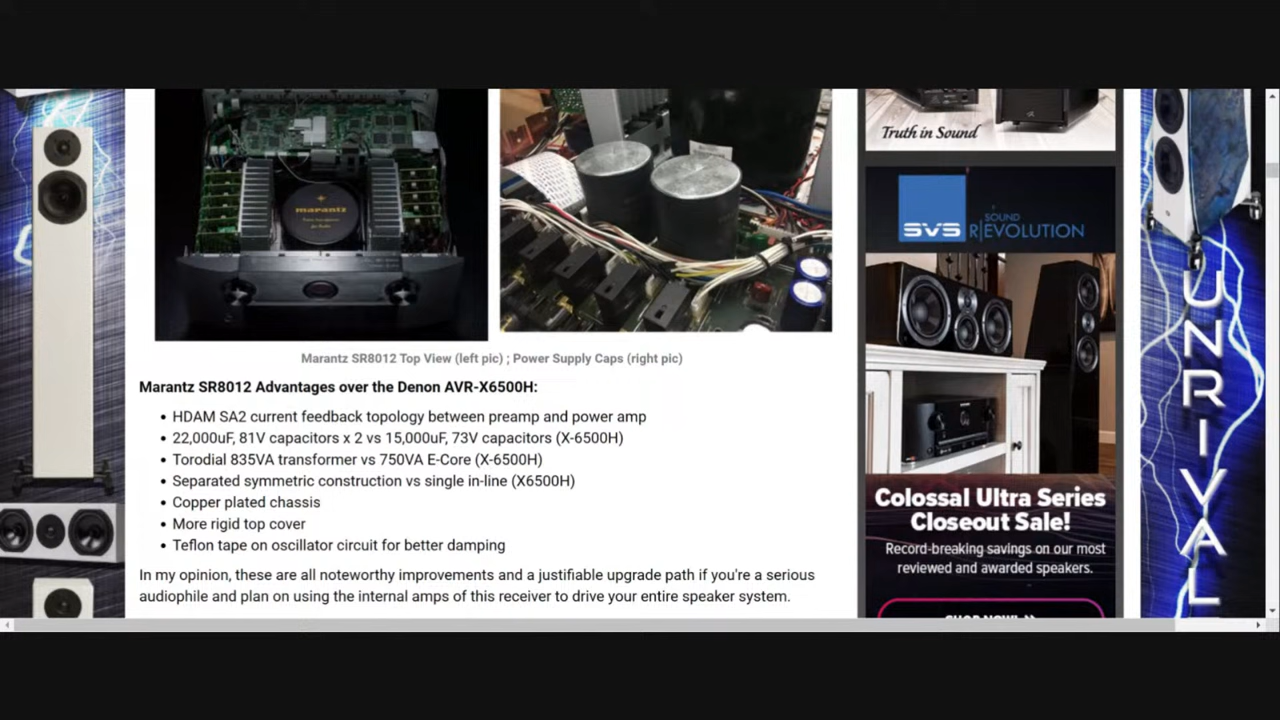 marantz
Truth in Sound
SVS SOUND
R|EVOLUTION
Marantz SR8012 Top View (left pic) ; Power Supply Caps (right pic)
Marantz SR8012 Advantages over the Denon AVR-X6500H:
• HDAM SA2 current feedback topology between preamp and power amp
• 22,000uF, 81V capacitors x 2 vs 15,000uF, 73V capacitors (X-6500H)
• Torodial 835VA transformer vs 750VA E-Core (X-6500H)
• Separated symmetric construction vs single in-line (X6500H)
• Copper plated chassis
• More rigid top cover
• Teflon tape on oscillator circuit for better damping
In my opinion, these are all noteworthy improvements and a justifiable upgrade path if you're a serious
audiophile and plan on using the internal amps of this receiver to drive your entire speaker system.
Colossal Ultra Series
Closeout Sale!
Record-breaking savings on our most
reviewed and awarded speakers.
SHOP NOW! »
UNRIVAL